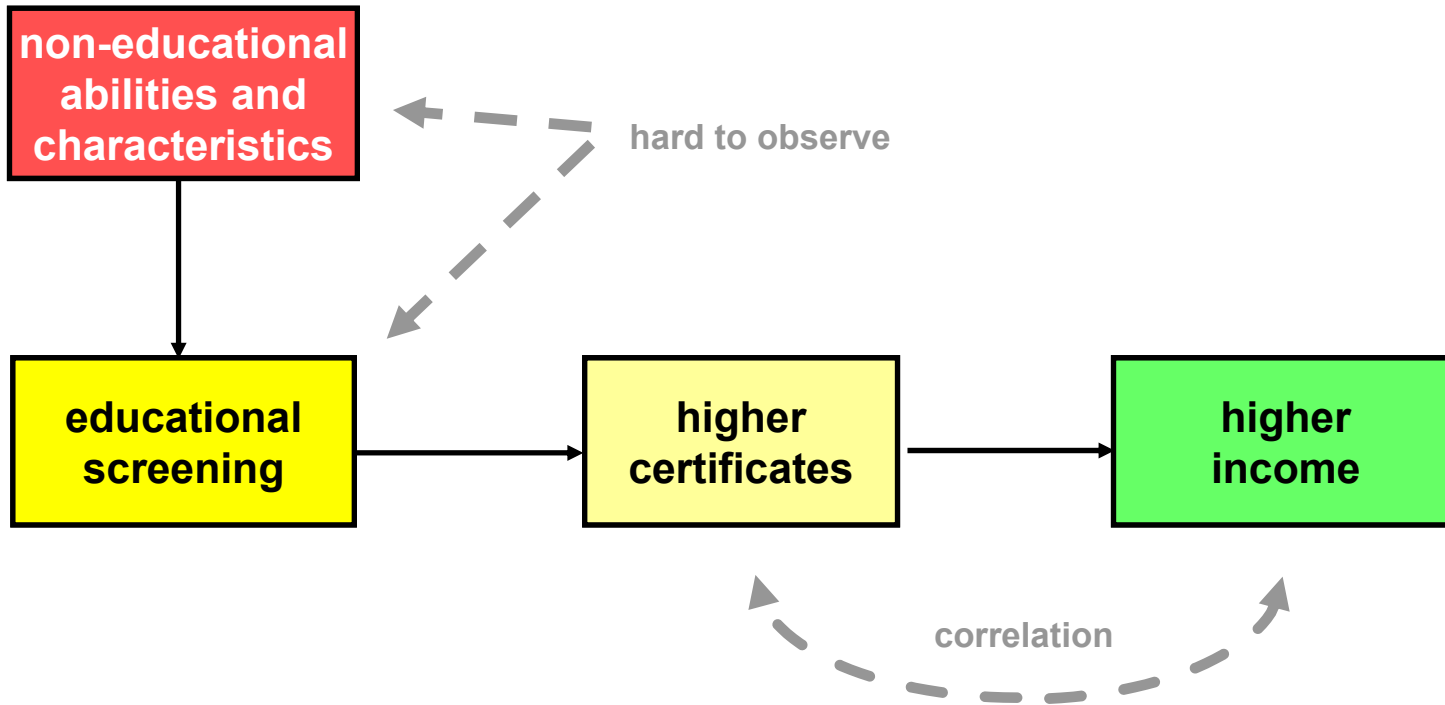 non-educational
abilities and
characteristics
hard to observe
educational
screening
higher
certificates
higher
income
correlation